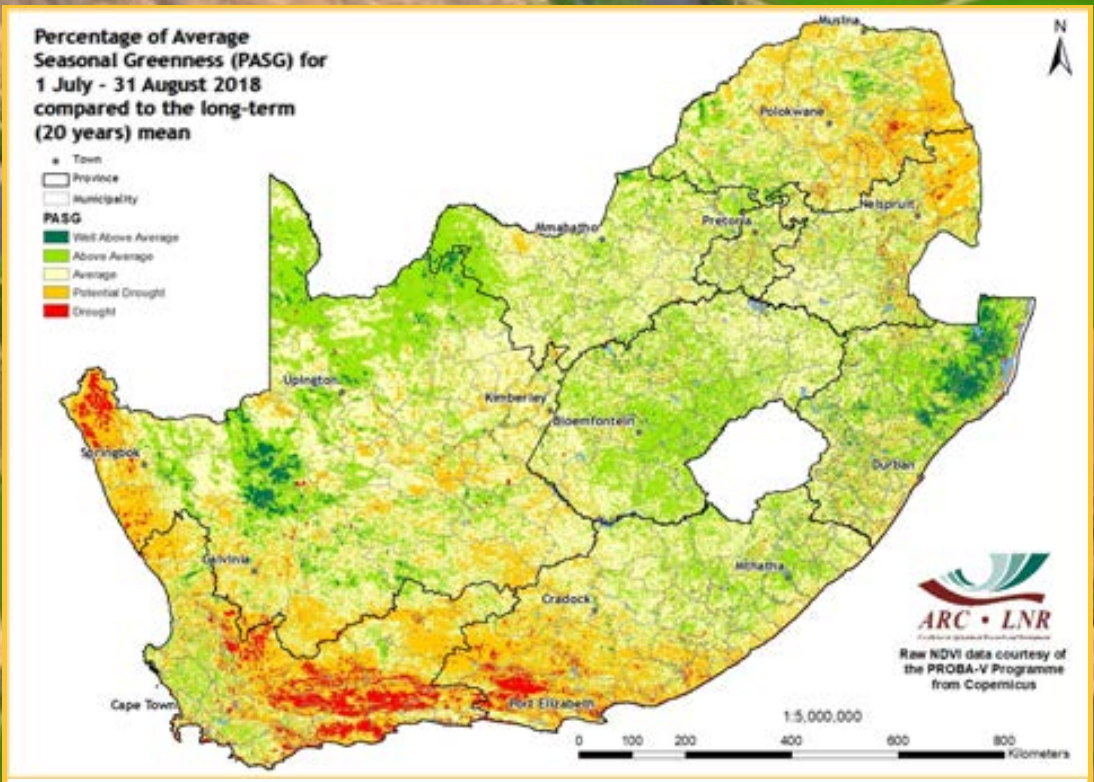 Percentage of Average
Seasonal Greenness (PASG) for
1 July - 31 August 2018
compared to the long-term
(20 years) mean
Town
Province
Municipality
PASG
Well Above Average
Above Average
Average
Potential Drought
Drought
N
Musina
Polokwane
Nelspruit
Pretoria
Mmabatho
Upington
Kimberley
Bloemfontein
Springbok
Durban
Calvinia
Mthatha
Cradock
Cape Town
Port Elizabeth
ARC • LNR
Raw NDVI data courtesy of
the PROBA-V Programme
from Copernicus
1:5,000,000
0 100 200 400 600 800
Kilometers